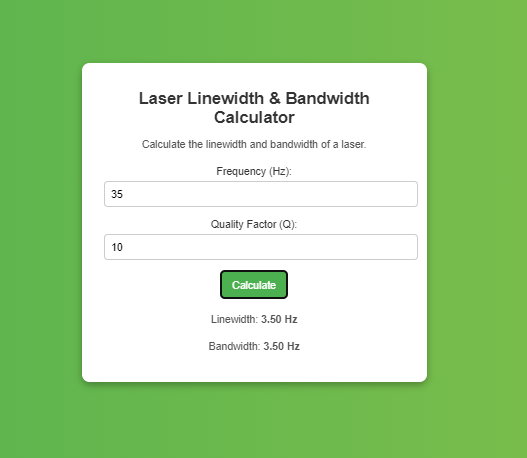 Laser Linewidth & Bandwidth
Calculator
Calculate the linewidth and bandwidth of a laser.
Frequency (Hz):
35
Quality Factor (Q):
10
Calculate
Linewidth: 3.50 Hz
Bandwidth: 3.50 Hz